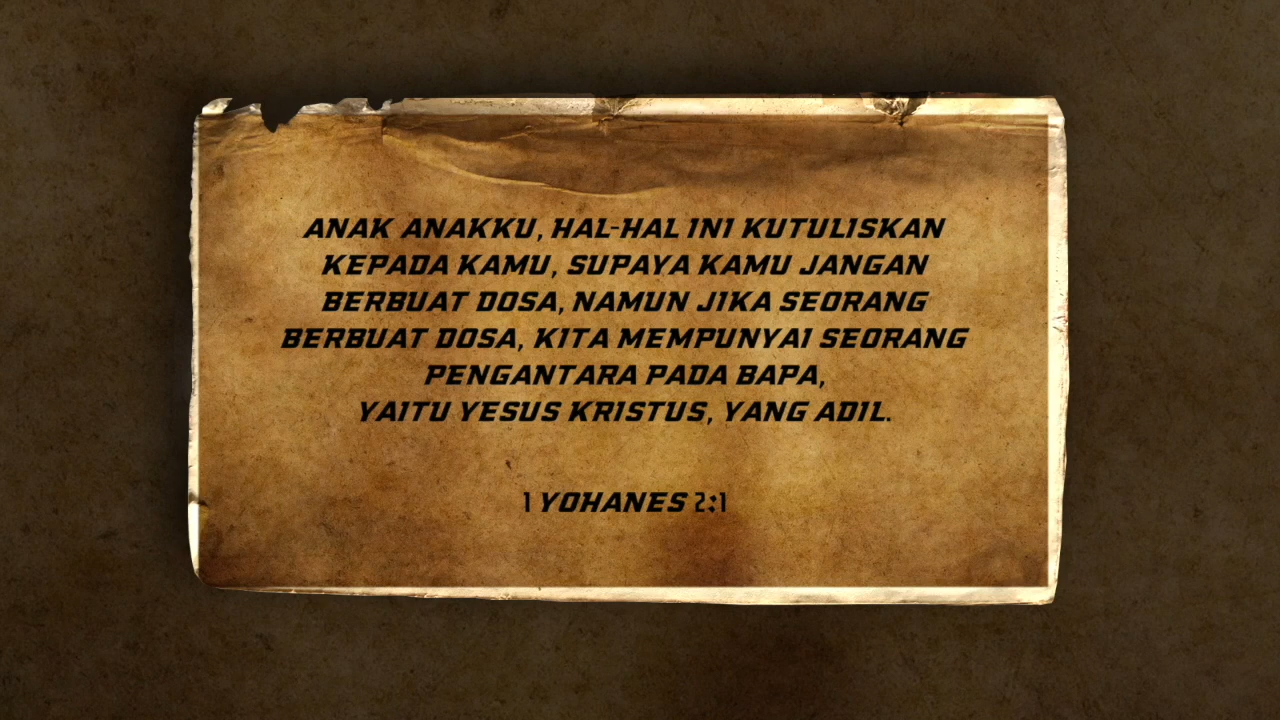 ANAK ANAKKU, HAL-HAL INI KUTULISKAN
KEPADA KAMU, SUPAYA KAMU JANGAN
BERBUAT DOSA, NAMUN JIKA SEORANG
BERBUAT DOSA, KITA MEMPUNYAI SEORANG
PENGANTARA PADA BAPA,
YAITU YESUS KRISTUS, YANG ADIL.
1 YOHANES 2:1